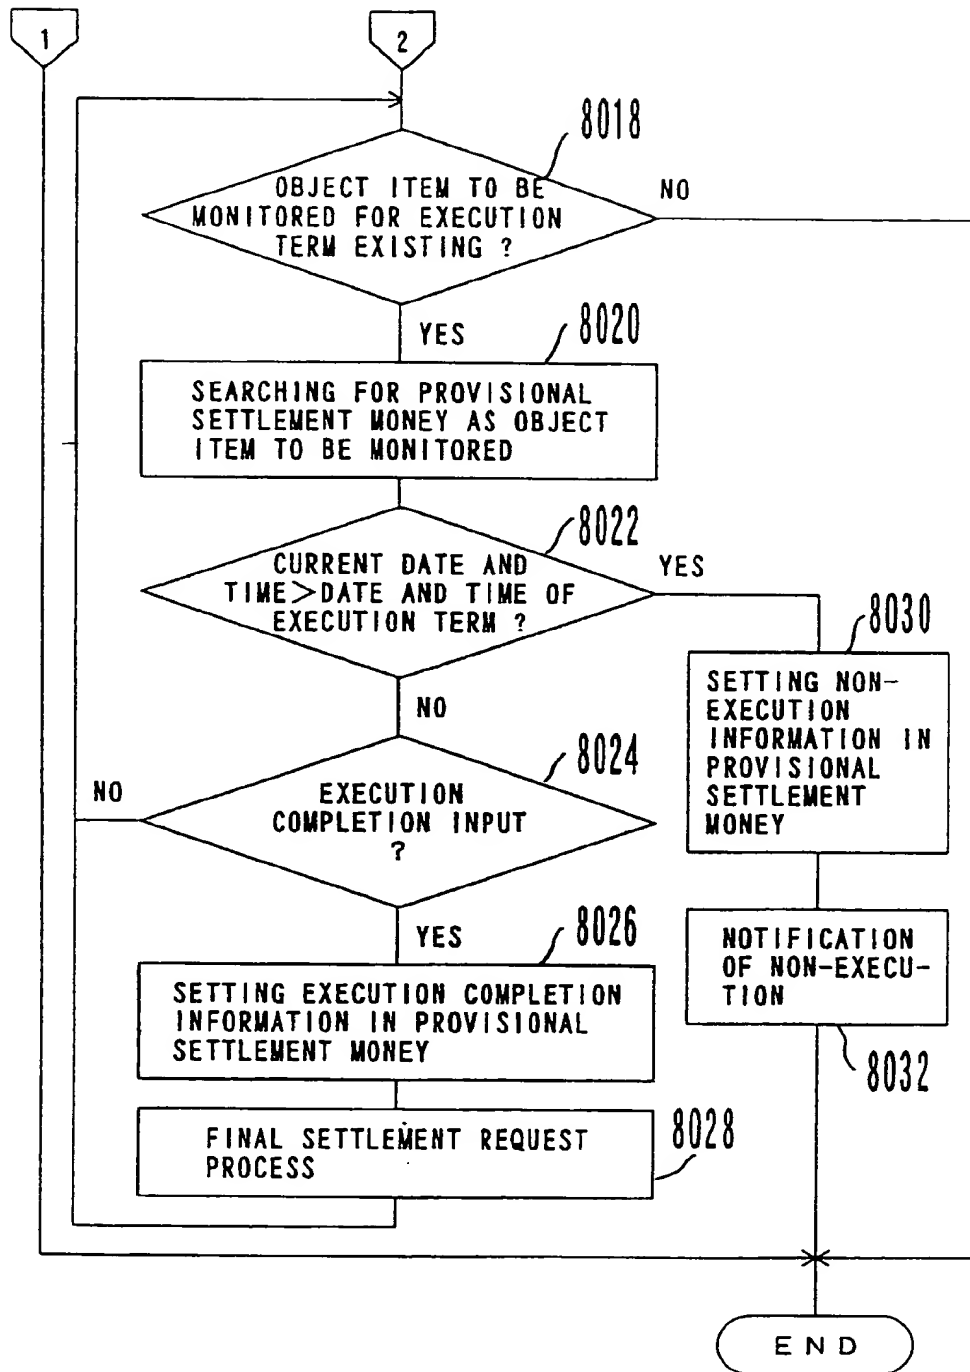 1
2
8018
OBJECT ITEM TO BE
MONITORED FOR EXECUTION
TERM EXISTING ?
NO
YES
8020
SEARCHING FOR PROVISIONAL
SETTLEMENT MONEY AS OBJECT
ITEM TO BE MONITORED
8022
CURRENT DATE AND
TIME>DATE AND TIME OF
EXECUTION TERM ?
YES
NO
8030
SETTING NON-
EXECUTION
INFORMATION IN
PROVISIONAL
SETTLEMENT
MONEY
8024
EXECUTION
COMPLETION INPUT
?
NO
YES
8026
SETTING EXECUTION COMPLETION
INFORMATION IN PROVISIONAL
SETTLEMENT MONEY
NOTIFICATION
OF NON-EXECU-
TION
8032
8028
FINAL SETTLEMENT REQUEST
PROCESS
END